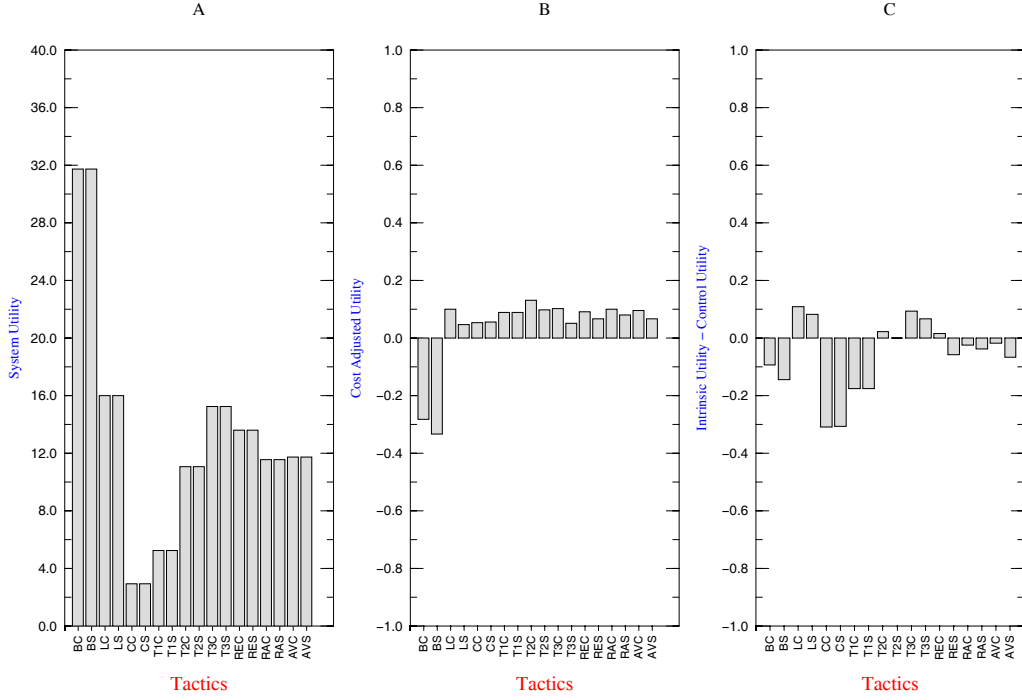 A
System Utility
40.0
36.0
32.0
28.0
24.0
20.0
16.0
12.0
8.0
4.0
0.0
BC
BS
LC
LS
CC
CS
T1C
T1S
T2C
T2S
T3C
T3S
REC
RES
RAC
RAS
AVC
AVS
Tactics
B
Cost Adjusted Utility
1.0
0.8
0.6
0.4
0.2
0.0
−0.2
−0.4
−0.6
−0.8
−1.0
BC
BS
LC
LS
CC
CS
T1C
T1S
T2C
T2S
T3C
T3S
REC
RES
RAC
RAS
AVC
AVS
Tactics
C
Intrinsic Utility − Control Utility
1.0
0.8
0.6
0.4
0.2
0.0
−0.2
−0.4
−0.6
−0.8
−1.0
BC
BS
LC
LS
CC
CS
T1C
T1S
T2C
T2S
T3C
T3S
REC
RES
RAC
RAS
AVC
AVS
Tactics